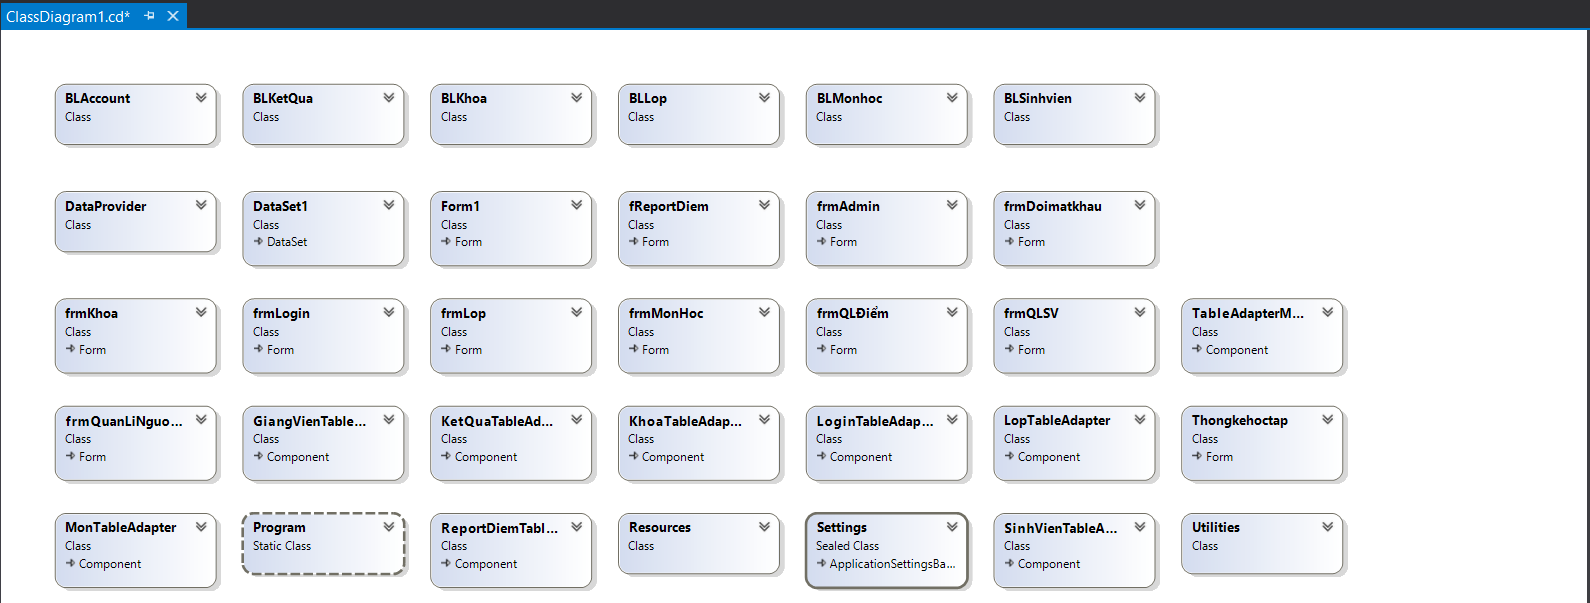 ClassDiagram1.cd*
BLAccount
Class
BLKetQua
Class
BLKhoa
Class
BLLop
Class
BLMonhoc
Class
BLSinhvien
Class
DataProvider
Class
DataSet1
Class
DataSet
Form1
Class
Form
fReportDiem
Class
Form
frmAdmin
Class
Form
frmDoimatkhau
Class
Form
frmKhoa
Class
Form
frmLogin
Class
Form
frmLop
Class
Form
frmMonHoc
Class
Form
frmQLĐiểm
Class
Form
frmQLSV
Class
Form
TableAdapterM...
Class
Component
frmQuanLiNguo...
Class
Form
GiangVienTable...
Class
Component
KetQuaTableAd...
Class
Component
KhoaTableAdap...
Class
Component
LoginTableAdap...
Class
Component
LopTableAdapter
Class
Component
Thongkehoctap
Class
Form
MonTableAdapter
Class
Component
Program
Static Class
ReportDiemTabl...
Class
Component
Resources
Class
Settings
Sealed Class
ApplicationSettingsBa...
SinhVienTableA...
Class
Component
Utilities
Class